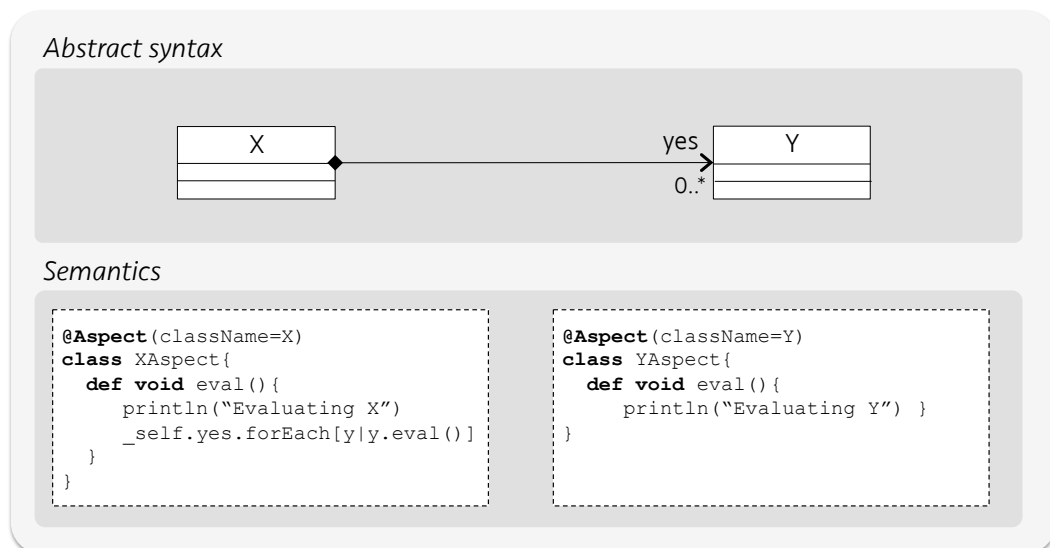 Abstract syntax
X
yes
Y
0..*
Semantics
@Aspect(className=X)
class XAspect{
def void eval(){
println(“Evaluating X”)
_self.yes.forEach[y|y.eval()]
}
}
@Aspect(className=Y)
class YAspect{
def void eval(){
println(“Evaluating Y”) }
}